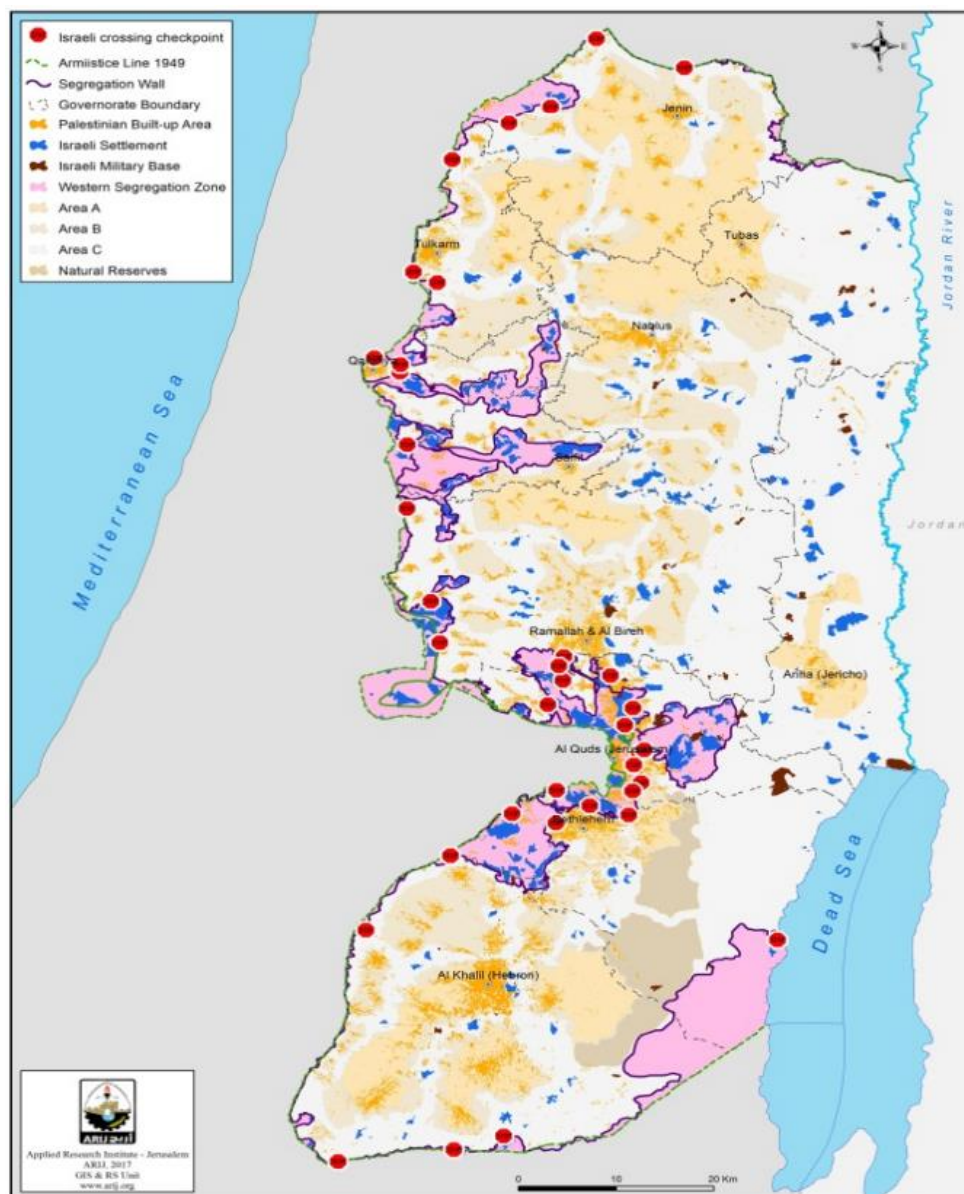 Israeli crossing checkpoint
Armiistice Line 1949
Segregation Wall
Governorate Boundary
Palestinian Built-up Area
Israeli Settlement
Israeli Military Base
Western Segregation Zone
Area A
Area B
Area C
Natural Reserves
N
W E
S
Jenin
Tubas
Tulkarm
Nablus
Jordan River
Mediterranean Sea
Jordan
Ramallah & Al Bireh
Ariha (Jericho)
Al Quds (Jerusalem)
Bethlehem
Dead Sea
Al Khalil (Hebron)
ARIJ أريج
Applied Research Institute - Jerusalem
ARIJ, 2017
GIS & RS Unit
www.arij.org
0 10 20 Km